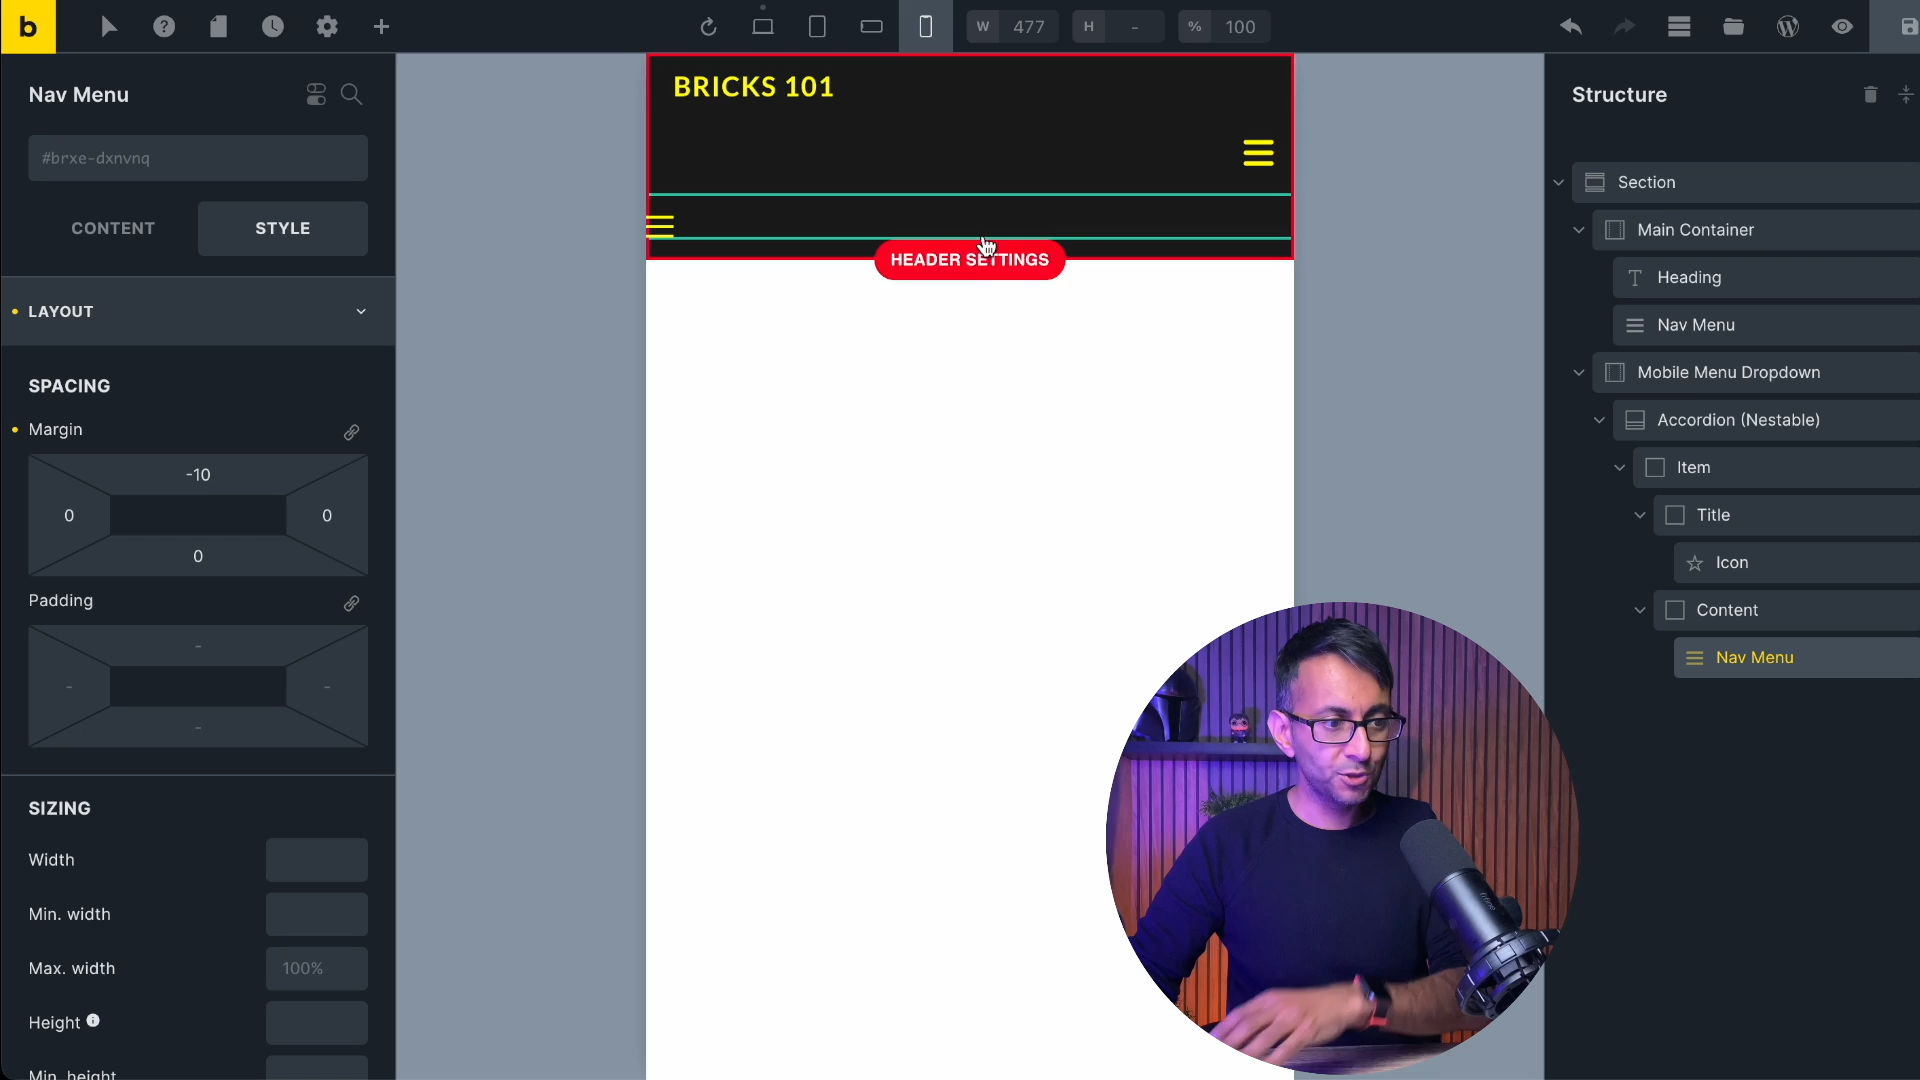 b
W 477
H -
% 100
Nav Menu
#brxe-dxnvnq
CONTENT
STYLE
LAYOUT
SPACING
Margin
-10
0
0
0
Padding
-
-
-
-
SIZING
Width
Min. width
Max. width
100%
Height
Min. height
BRICKS 101
HEADER SETTINGS
Structure
Section
Main Container
Heading
Nav Menu
Mobile Menu Dropdown
Accordion (Nestable)
Item
Title
Icon
Content
Nav Menu